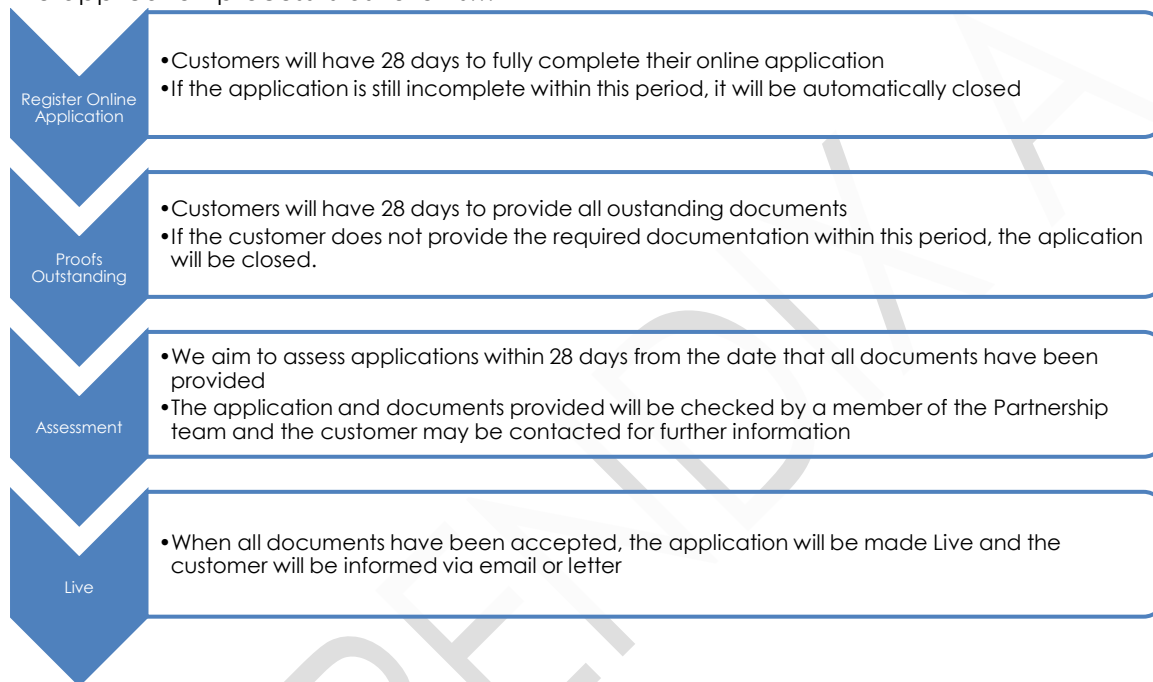 Register Online
Application
•Customers will have 28 days to fully complete their online application
•If the application is still incomplete within this period, it will be automatically closed
Proofs
Outstanding
•Customers will have 28 days to provide all oustanding documents
•If the customer does not provide the required documentation within this period, the aplication
will be closed.
Assessment
•We aim to assess applications within 28 days from the date that all documents have been
provided
•The application and documents provided will be checked by a member of the Partnership
team and the customer may be contacted for further information
Live
•When all documents have been accepted, the application will be made Live and the
customer will be informed via email or letter